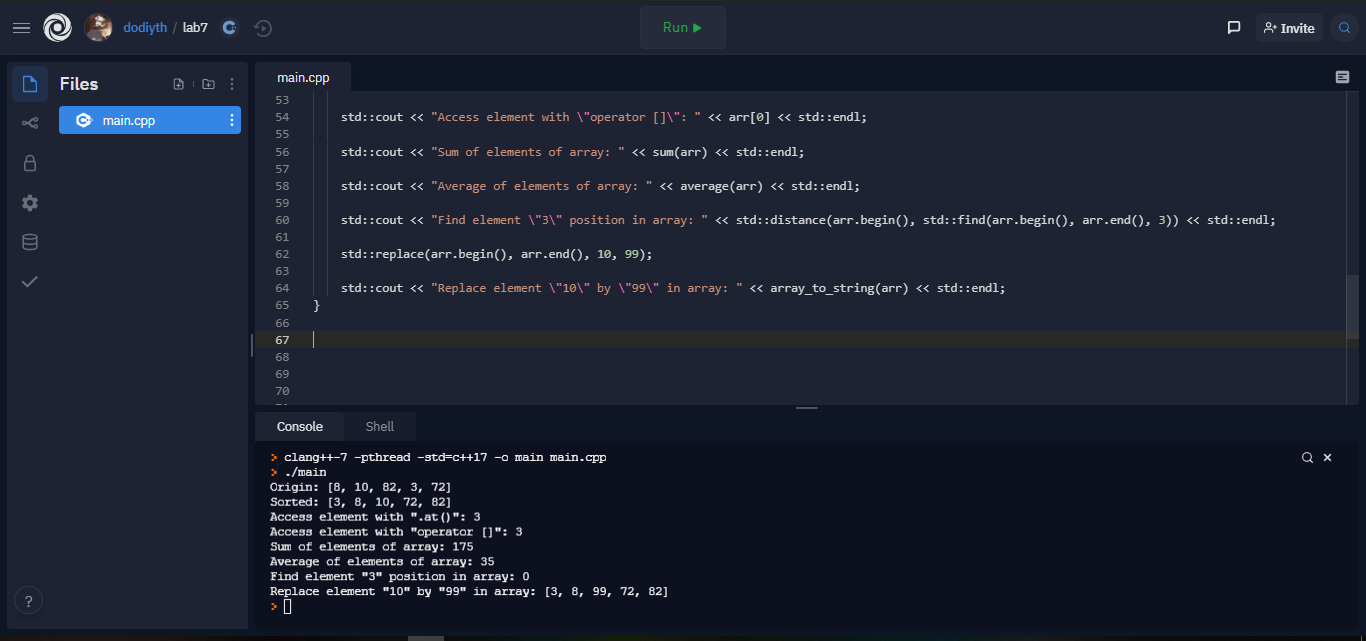 dodiyth / lab7
Run
Invite
Files
main.cpp
main.cpp
53
54 std::cout << "Access element with \"operator []\": " << arr[0] << std::endl;
55
56 std::cout << "Sum of elements of array: " << sum(arr) << std::endl;
57
58 std::cout << "Average of elements of array: " << average(arr) << std::endl;
59
60 std::cout << "Find element \"3\" position in array: " << std::distance(arr.begin(), std::find(arr.begin(), arr.end(), 3)) << std::endl;
61
62 std::replace(arr.begin(), arr.end(), 10, 99);
63
64 std::cout << "Replace element \"10\" by \"99\" in array: " << array_to_string(arr) << std::endl;
65 }
66
67
68
69
70
Console Shell
> clang++-7 -pthread -std=c++17 -o main main.cpp
> ./main
Origin: [8, 10, 82, 3, 72]
Sorted: [3, 8, 10, 72, 82]
Access element with ".at()": 3
Access element with "operator []": 3
Sum of elements of array: 175
Average of elements of array: 35
Find element "3" position in array: 0
Replace element "10" by "99" in array: [3, 8, 99, 72, 82]
>
?